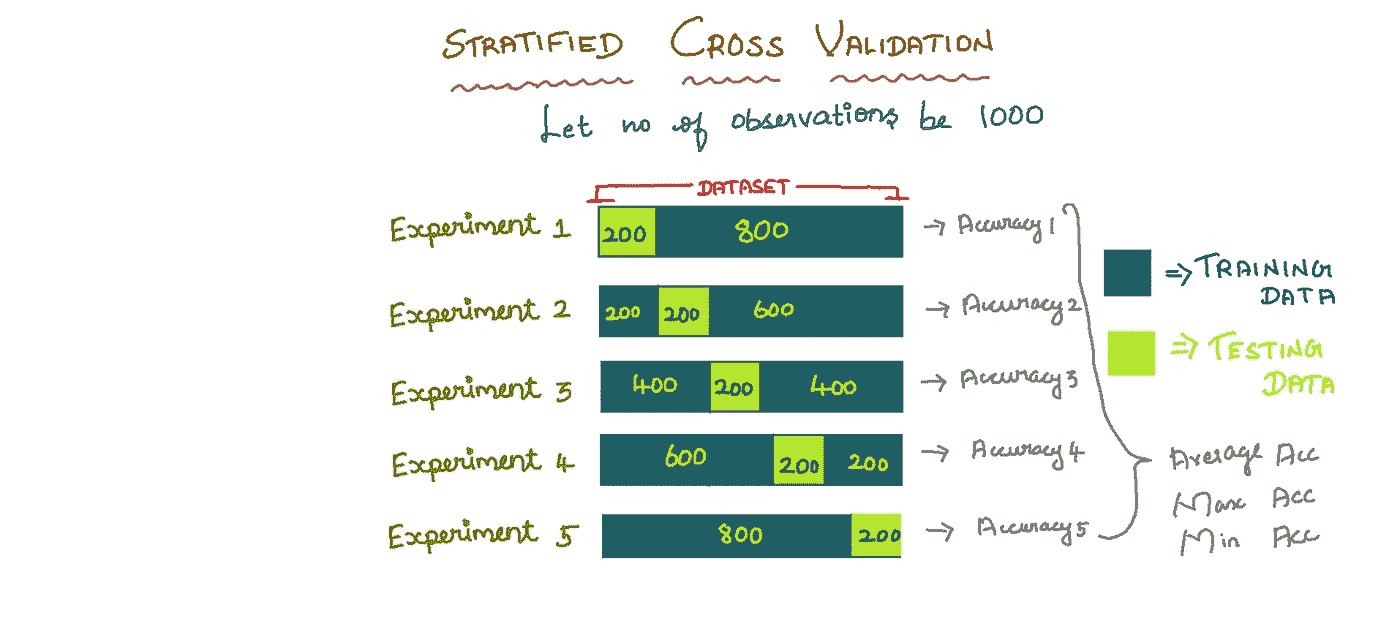 STRATIFIED CROSS VALIDATION
Let no of observations be 1000
DATASET
Experiment 1 200 800 → Accuracy 1
Experiment 2 200 200 600 → Accuracy 2
Experiment 3 400 200 400 → Accuracy 3
Experiment 4 600 200 200 → Accuracy 4
Experiment 5 800 200 → Accuracy 5
⇒ TRAINING
DATA
⇒ TESTING
DATA
Average Acc
Max Acc
Min Acc